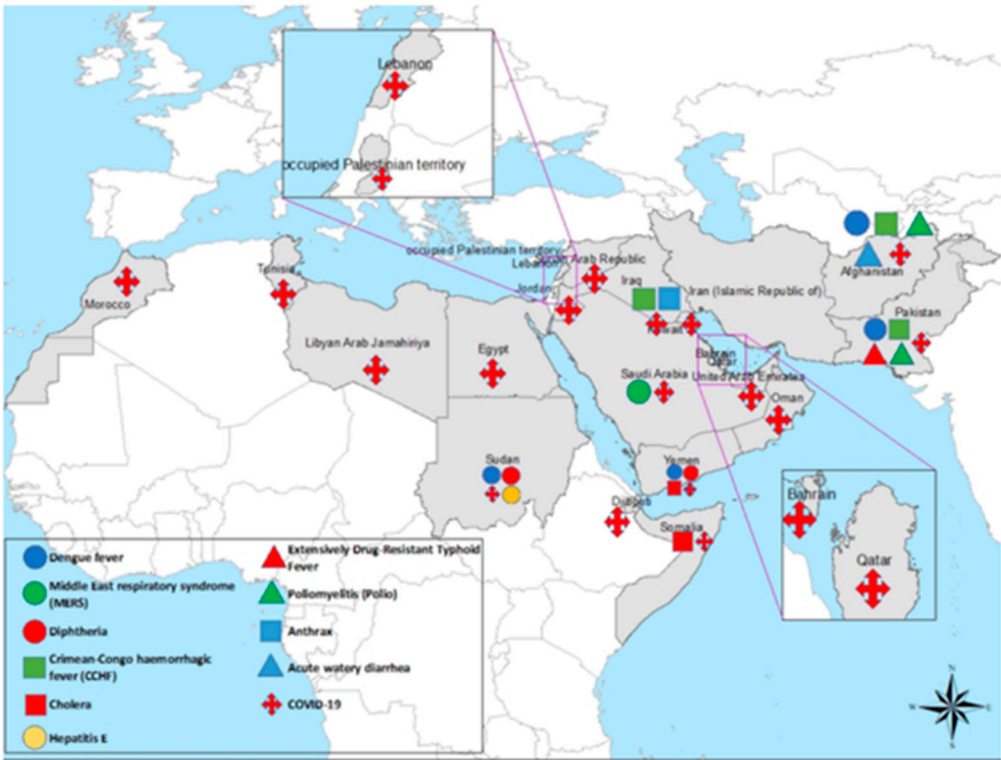 Lebanon
occupied Palestinian territory
occupied Palestinian territory
Lebanon
Arab Republic
Tunisia
Morocco
Jordan
Iraq
Iran (Islamic Republic of)
Afghanistan
Pakistan
Libyan Arab Jamahiriya
Egypt
Bahrain
Qatar
Saudi Arabia
United Arab Emirates
Oman
Sudan
Yemen
Djibouti
Somalia
Bahrain
Qatar
Dengue fever
Middle East respiratory syndrome
(MERS)
Diphtheria
Crimean-Congo haemorrhagic
fever (CCHF)
Cholera
Hepatitis E
Extensively Drug-Resistant Typhoid
Fever
Poliomyelitis (Polio)
Anthrax
Acute watery diarrhea
COVID-19
N
W
E
S